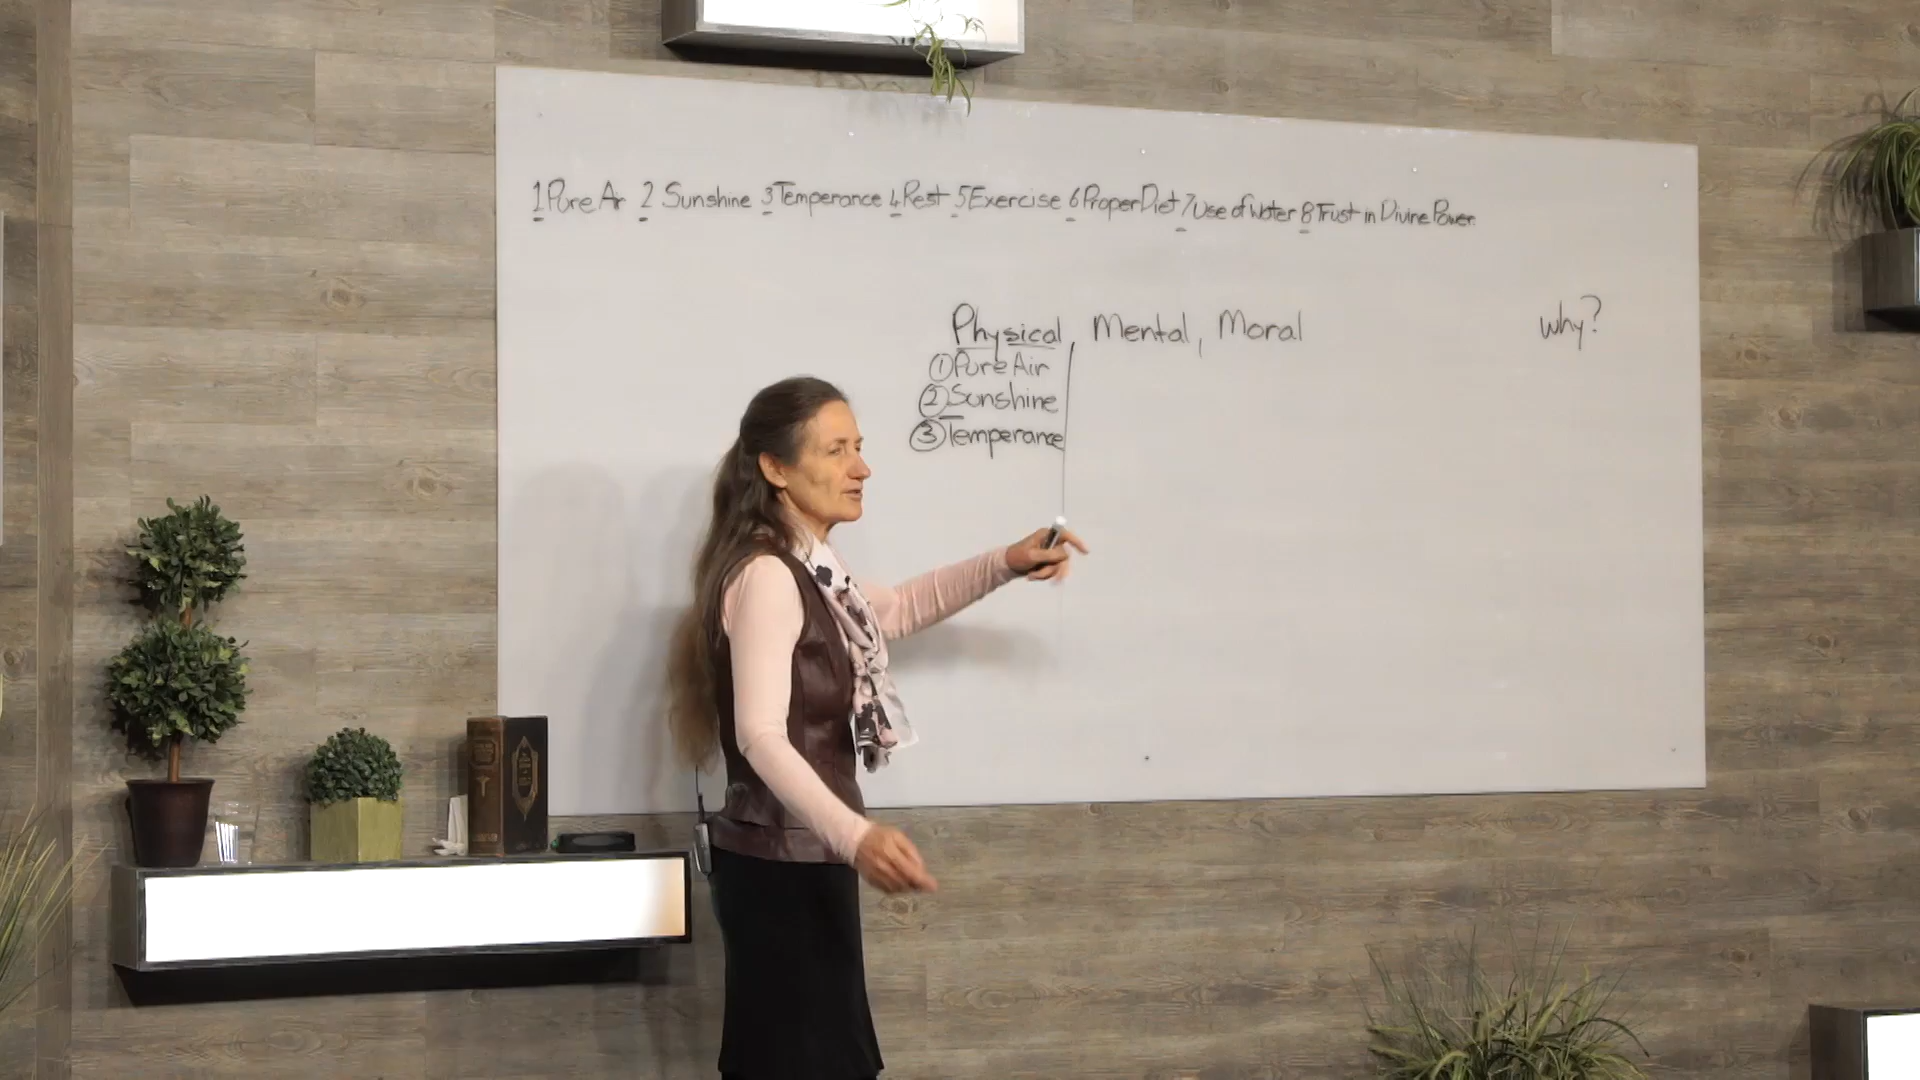 1 Pure Air 2 Sunshine 3 Temperance 4 Rest 5 Exercise 6 Proper Diet 7 Use of Water 8 Trust in Divine Power
Physical, Mental, Moral
why?
① Pure Air
② Sunshine
③ Temperance